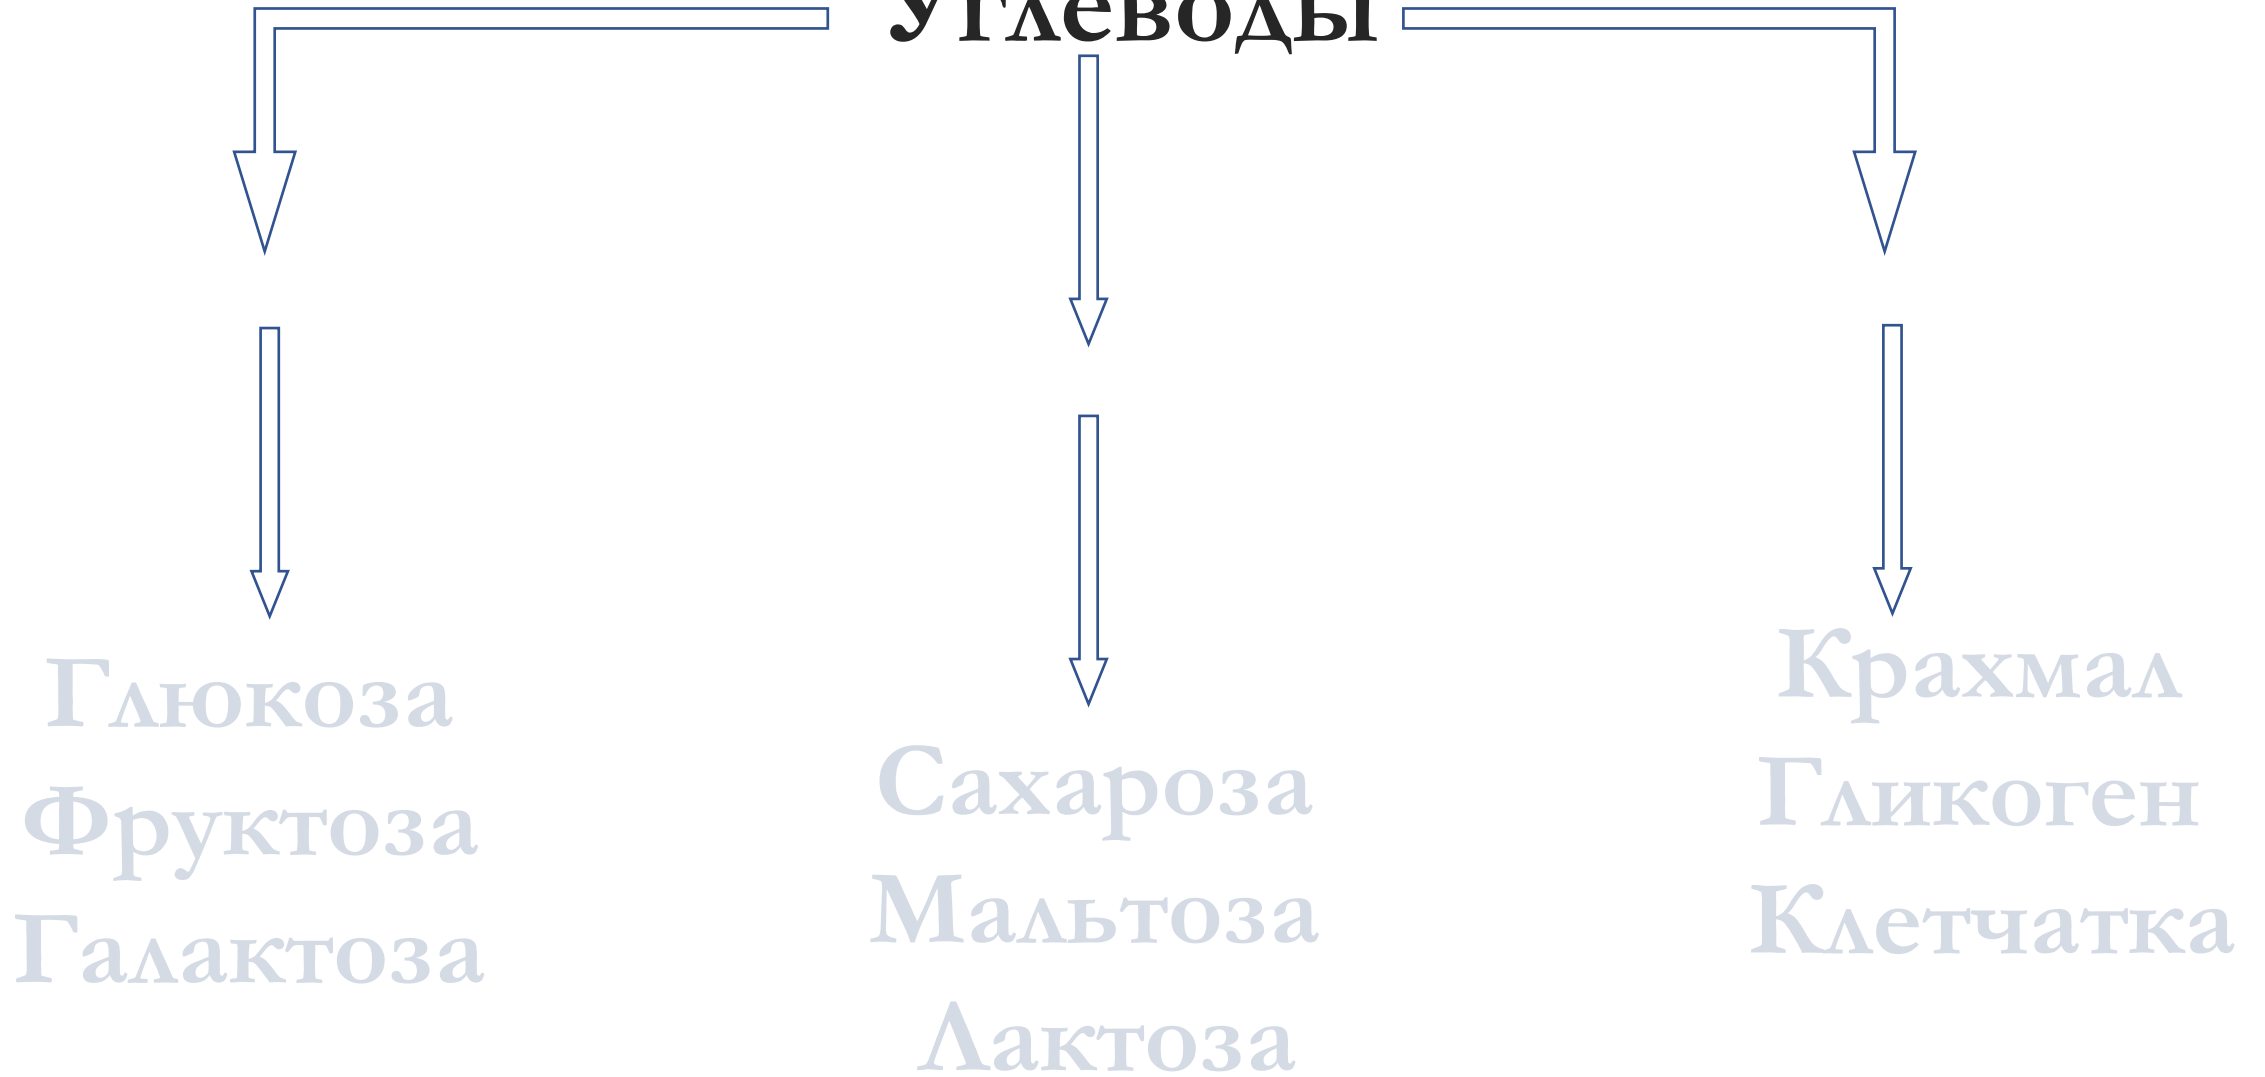 Углеводы
Глюкоза
Фруктоза
Галактоза
Сахароза
Мальтоза
Лактоза
Крахмал
Гликоген
Клетчатка